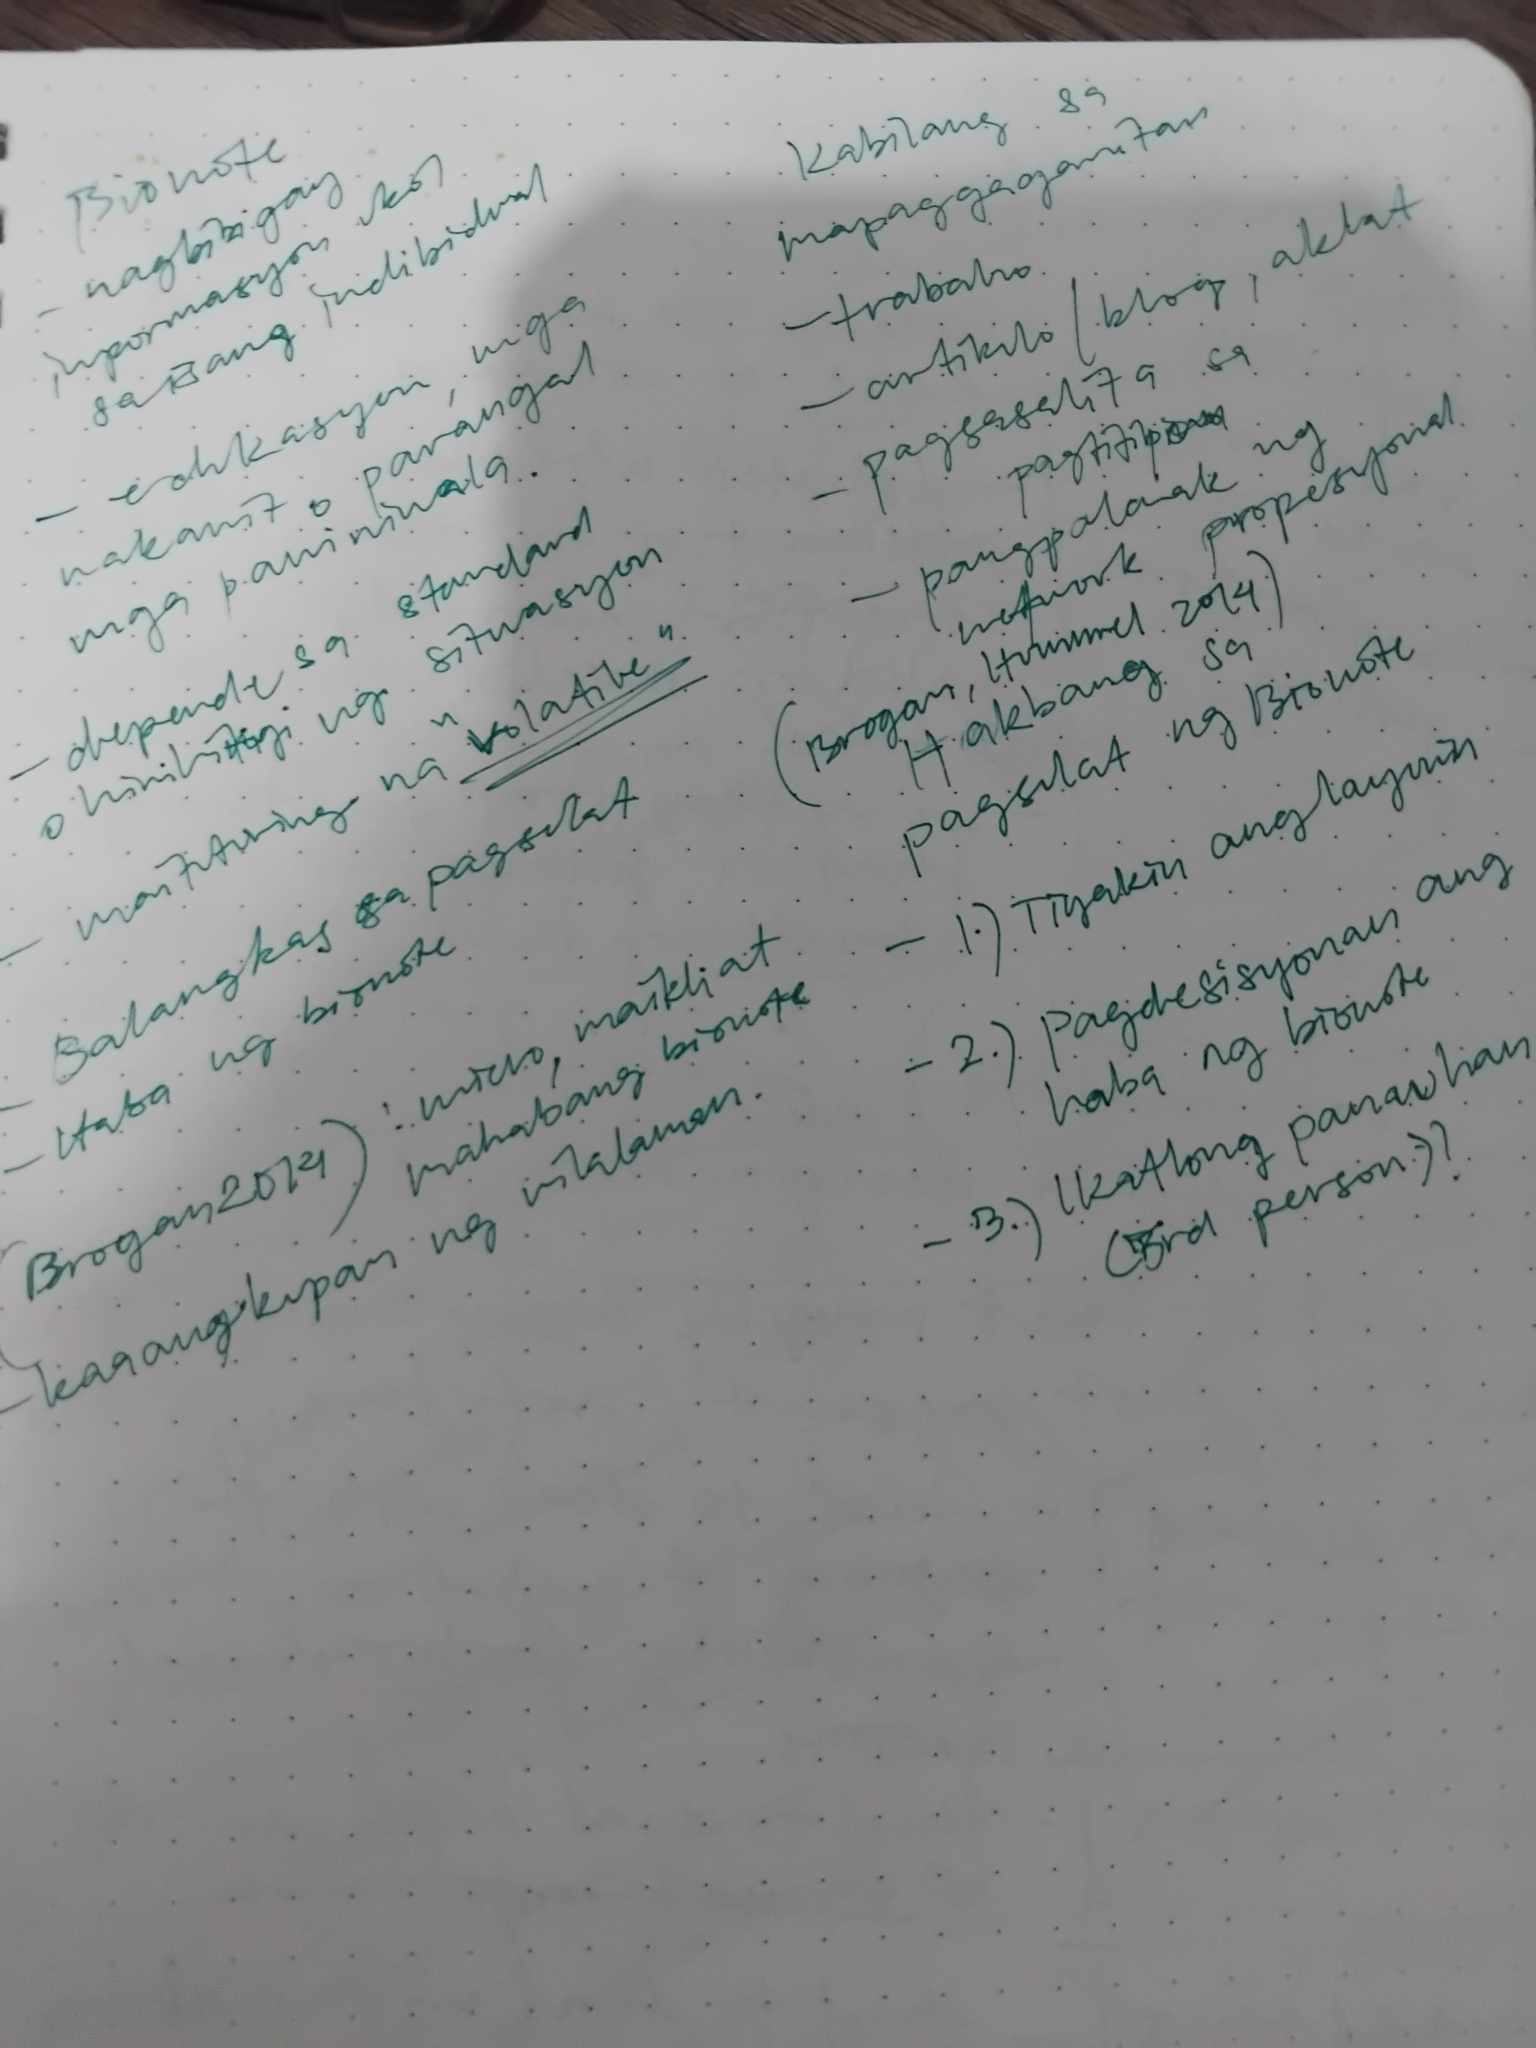 Bionote
- nagbibigay
impormasyon kol
sa isang indibidwal
- edukasyon, mga
nakamit o parangal
mga paniniwala.
- depende sa standard
o hinihingi ng sitwasyon
- maituturing na "volatile"
Balangkas sa pagsulat
- Haba ng bionote
(Brogan 2014) : micro, maikli at
mahabang bionote
- kaangkupan ng nilalaman.
Kabilang sa
mapaggagamitan
- trabaho
- artikulo / blog, aklat
- pagsasalita sa
pagtitipon
- pangpalawak ng
network propesyonal
(Brogan, Hummel 2014)
Hakbang sa
pagsulat ng Bionote
- 1.) Tiyakin ang layunin
- 2.) Pagdesisyonan ang
haba ng bionote
- 3.) Ikatlong panauhan
(3rd person)